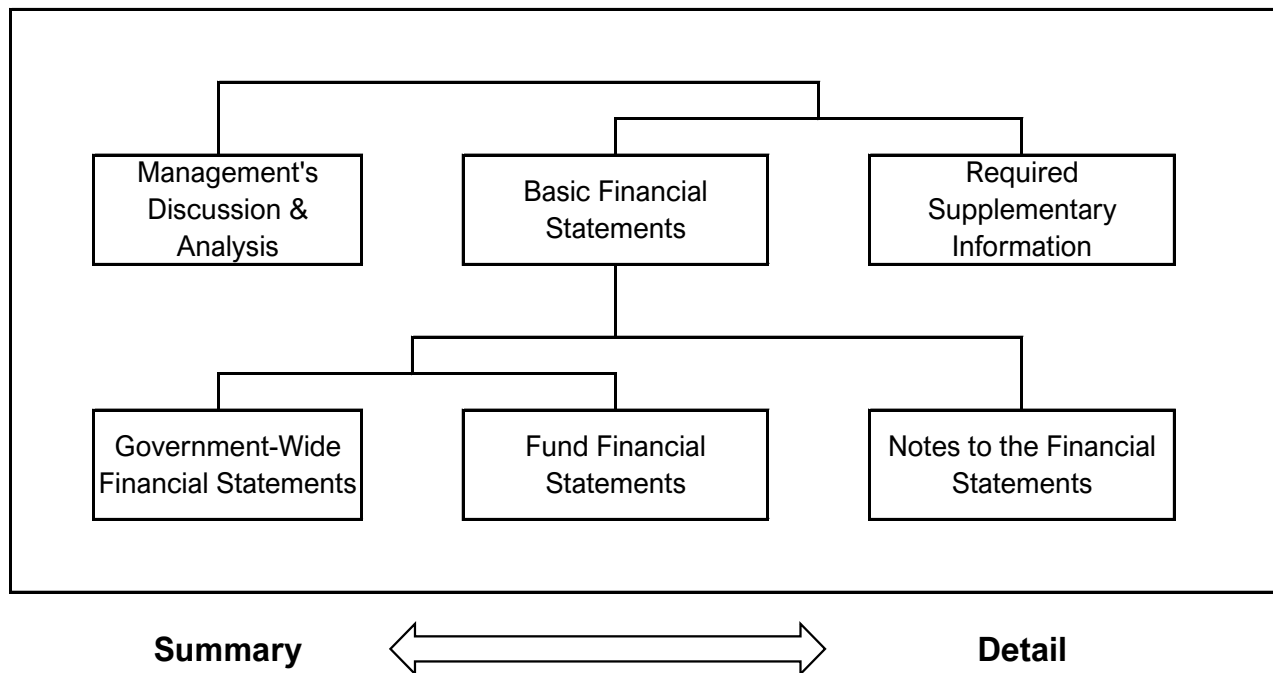 Management's
Discussion &
Analysis
Basic Financial
Statements
Required
Supplementary
Information
Government-Wide
Financial Statements
Fund Financial
Statements
Notes to the Financial
Statements
Summary
Detail